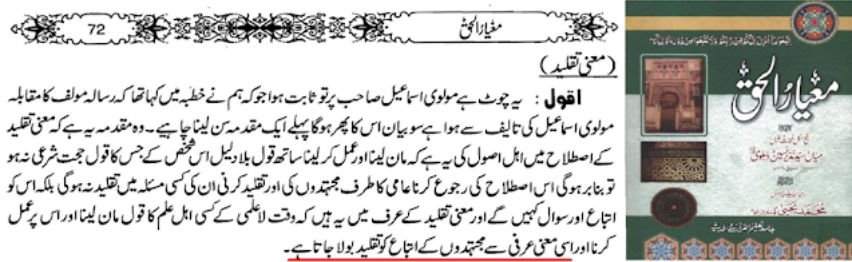 72
معیار الحق
(معنی تقلید)
اقول : یہ چوٹ ہے مولوی اسماعیل صاحب پر تو ثابت ہوا جو کہ ہم نے خطبہ میں کہا تھا کہ رسالہ مولف کا مقابلہ
مولوی اسماعیل کی تالیف سے ہوا ہے سو بیان اس کا پھر ہوگا پہلے ایک مقدمہ سن لینا چاہیے۔ وہ مقدمہ یہ ہے کہ معنی تقلید
کے اصطلاح میں اہل اصول کی یہ ہے کہ مان لینا اور عمل کر لینا ساتھ قول بلا دلیل اس شخص کے جس کا قول حجت شرعی نہ ہو
تو بنا بر ہوگی اس اصطلاح کی رجوع کرنا عامی کا طرف مجتہدوں کی اور تقلید کرنی ان کی کسی مسئلہ میں تقلید نہ ہوگی بلکہ اس کو
اتباع اور سوال کہیں گے اور معنی تقلید کے عرف میں یہ ہیں کہ وقت لاعلمی کے کسی اہل علم کا قول مان لینا اور اس پر عمل
کرنا اور اسی معنی عرفی سے مجتہدوں کے اتباع کو تقلید بولا جاتا ہے۔
معیار الحق